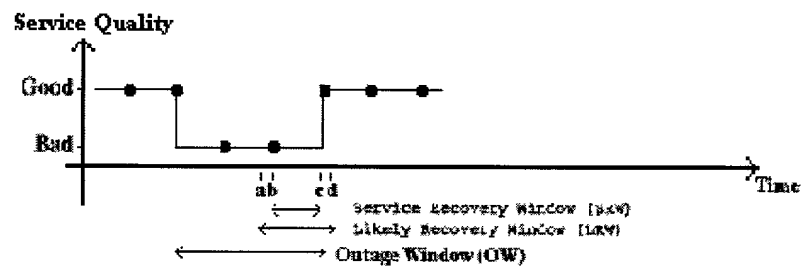 Service Quality
Good
Bad
a b c d
Time
Service Recovery Window (SRW)
Likely Recovery Window (LRW)
Outage Window (OW)